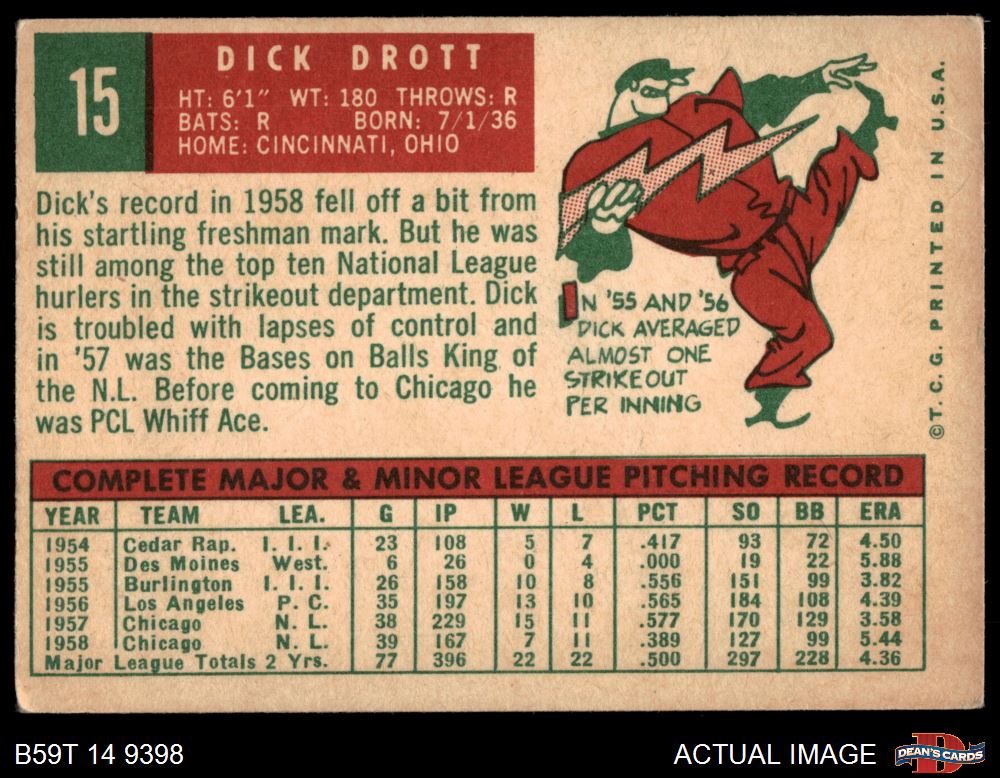 15
DICK DROTT
HT: 6'1" WT: 180 THROWS: R
BATS: R BORN: 7/1/36
HOME: CINCINNATI, OHIO
Dick's record in 1958 fell off a bit from
his startling freshman mark. But he was
still among the top ten National League
hurlers in the strikeout department. Dick
is troubled with lapses of control and
in '57 was the Bases on Balls King of
the N.L. Before coming to Chicago he
was PCL Whiff Ace.
IN '55 AND '56
DICK AVERAGED
ALMOST ONE
STRIKEOUT
PER INNING
©T. C. G. PRINTED IN U.S.A.
COMPLETE MAJOR & MINOR LEAGUE PITCHING RECORD
YEAR TEAM LEA. G IP W L PCT SO BB ERA
1954 Cedar Rap. I. I. I. 23 108 5 7 .417 93 72 4.50
1955 Des Moines West. 6 26 0 4 .000 19 22 5.88
1955 Burlington I. I. I. 26 158 10 8 .556 151 99 3.82
1956 Los Angeles P. C. 35 197 13 10 .565 184 108 4.39
1957 Chicago N. L. 38 229 15 11 .577 170 129 3.58
1958 Chicago N. L. 39 167 7 11 .389 127 99 5.44
Major League Totals 2 Yrs. 77 396 22 22 .500 297 228 4.36
B59T 14 9398
ACTUAL IMAGE
DEAN'S CARDS